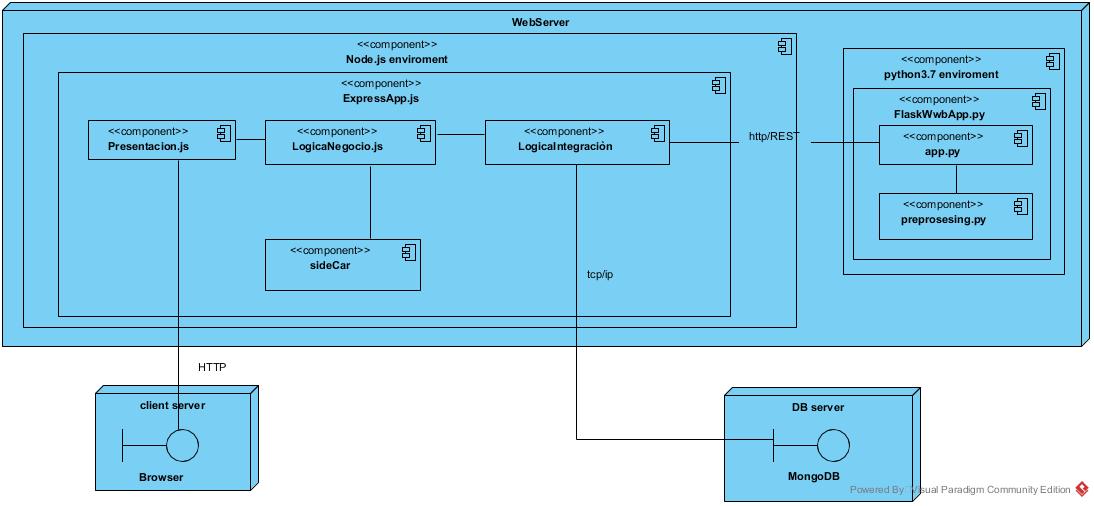 WebServer
<<component>>
Node.js enviroment
<<component>>
ExpressApp.js
<<component>>
Presentacion.js
<<component>>
LogicaNegocio.js
<<component>>
LogicaIntegración
<<component>>
sideCar
http/REST
tcp/ip
<<component>>
python3.7 enviroment
<<component>>
FlaskWwbApp.py
<<component>>
app.py
<<component>>
preprosesing.py
HTTP
client server
Browser
DB server
MongoDB
Powered By Visual Paradigm Community Edition